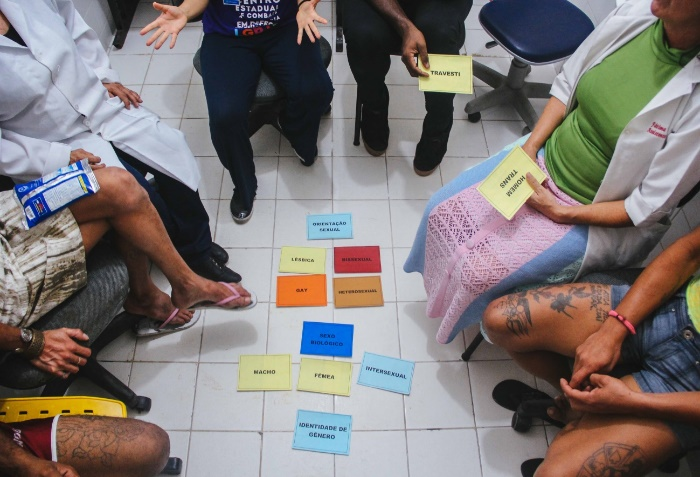 CENTRO
ESTADUAL
DE COMBATE
TRAVESTI
HOMEM
TRANS
ORIENTAÇÃO
SEXUAL
LÉSBICA
BISSEXUAL
GAY
HETEROSSEXUAL
SEXO
BIOLÓGICO
MACHO
FÊMEA
INTERSEXUAL
IDENTIDADE DE
GÊNERO